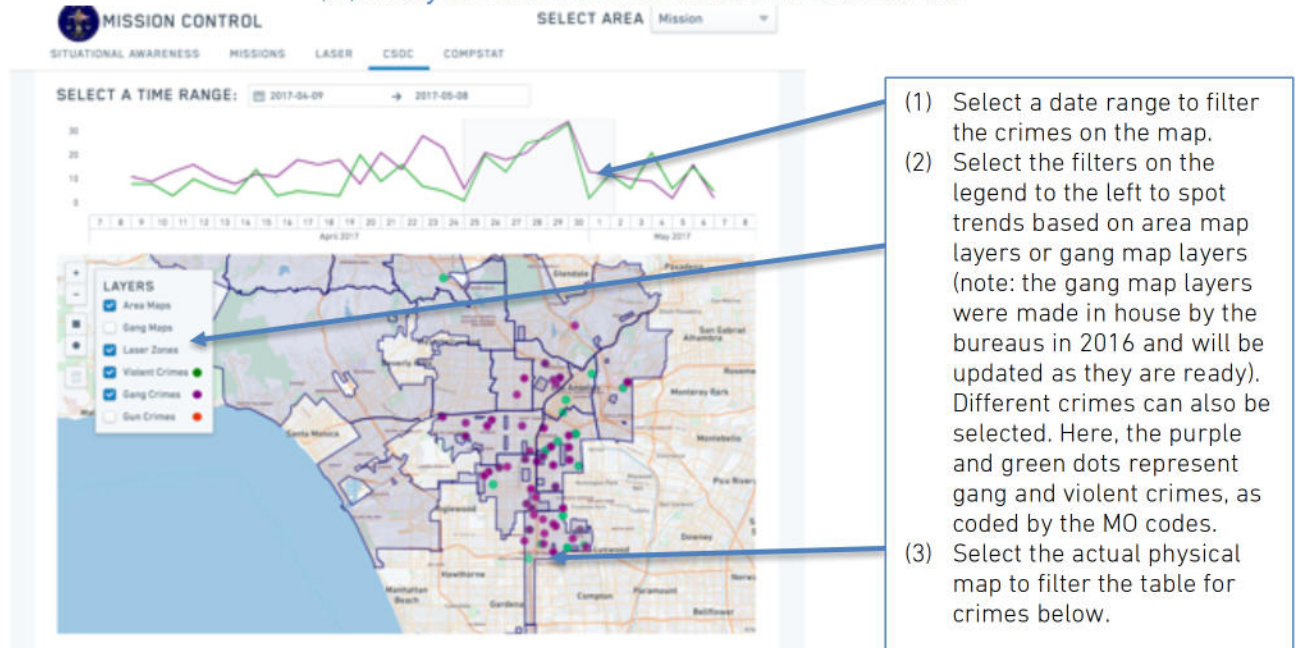 MISSION CONTROL
SELECT AREA Mission
SITUATIONAL AWARENESS MISSIONS LASER CSOC COMPSTAT
SELECT A TIME RANGE: 2017-04-09 → 2017-05-08
30
20
10
0
7 8 9 10 11 12 13 14 15 16 17 18 19 20 21 22 23 24 25 26 27 28 29 30 1 2 3 4 5 6 7 8
April 2017 May 2017
+
−
LAYERS
Area Maps
Gang Maps
Laser Zones
Violent Crimes
Gang Crimes
Gun Crimes
Glendale
Pasadena
San Gabriel
Alhambra
Beverly
Monterey Park
Santa Monica
Montebello
Inglewood
Downey
Lynwood
Hawthorne
Manhattan
Beach
Gardena
Compton
Paramount
Bellflower
(1) Select a date range to filter
the crimes on the map.
(2) Select the filters on the
legend to the left to spot
trends based on area map
layers or gang map layers
(note: the gang map layers
were made in house by the
bureaus in 2016 and will be
updated as they are ready).
Different crimes can also be
selected. Here, the purple
and green dots represent
gang and violent crimes, as
coded by the MO codes.
(3) Select the actual physical
map to filter the table for
crimes below.